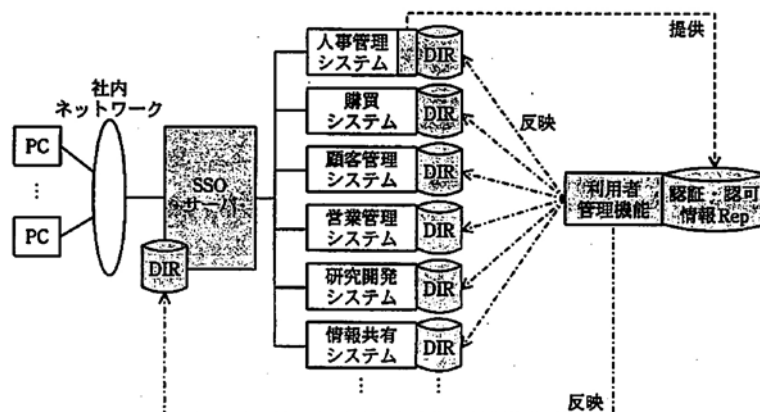 社内
ネットワーク
PC
⋮
PC
SSO
サーバ
DIR
人事管理
システム
DIR
購買
システム
DIR
顧客管理
システム
DIR
営業管理
システム
DIR
研究開発
システム
DIR
情報共有
システム
DIR
⋮
⋮
提供
反映
利用者
管理機能
認証・認可
情報Rep
反映